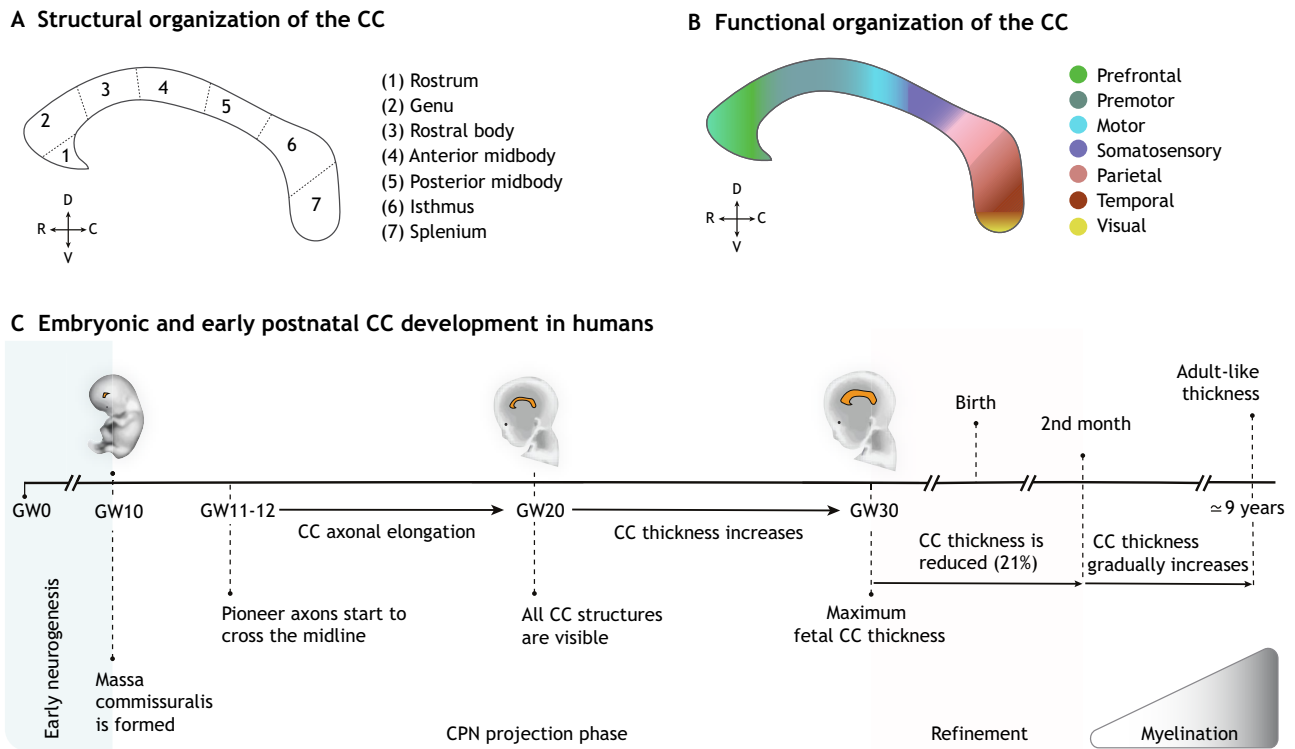 A Structural organization of the CC
1
2
3
4
5
6
7
D
R
C
V
(1) Rostrum
(2) Genu
(3) Rostral body
(4) Anterior midbody
(5) Posterior midbody
(6) Isthmus
(7) Splenium
B Functional organization of the CC
D
R
C
V
Prefrontal
Premotor
Motor
Somatosensory
Parietal
Temporal
Visual
C Embryonic and early postnatal CC development in humans
Birth
2nd month
Adult-like
thickness
GW0
GW10
GW11-12
GW20
GW30
≃9 years
CC axonal elongation
CC thickness increases
CC thickness is
reduced (21%)
CC thickness
gradually increases
Early neurogenesis
Massa
commissuralis
is formed
Pioneer axons start to
cross the midline
All CC structures
are visible
Maximum
fetal CC thickness
CPN projection phase
Refinement
Myelination